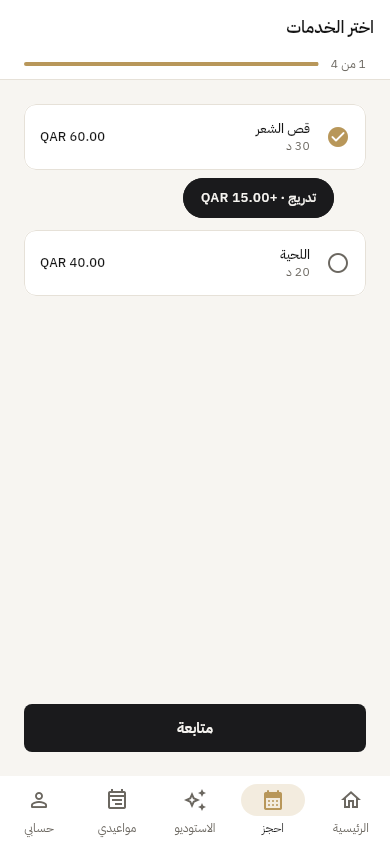 اختر الخدمات
1 من 4
قص الشعر
30 د
QAR 60.00
تدريج · +QAR 15.00
اللحية
20 د
QAR 40.00
متابعة
الرئيسية
احجز
الاستوديو
مواعيدي
حسابي